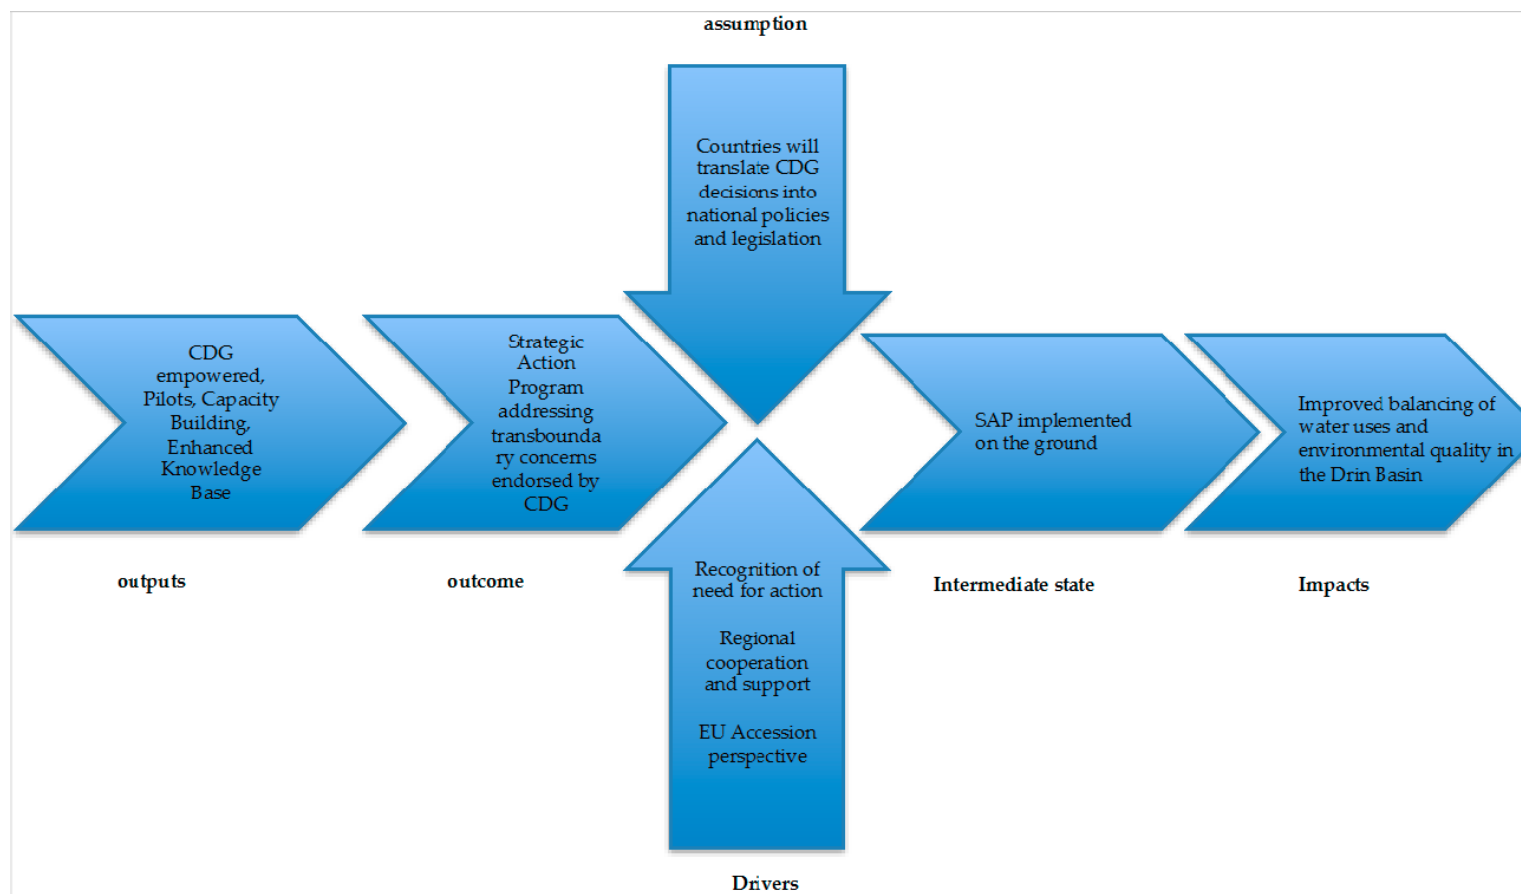 assumption
Countries will
translate CDG
decisions into
national policies
and legislation
CDG
empowered,
Pilots, Capacity
Building,
Enhanced
Knowledge
Base
outputs
Strategic
Action
Program
addressing
transbounda
ry concerns
endorsed by
CDG
outcome
Recognition of
need for action
Regional
cooperation
and support
EU Accession
perspective
Drivers
SAP implemented
on the ground
Intermediate state
Improved balancing of
water uses and
environmental quality in
the Drin Basin
Impacts